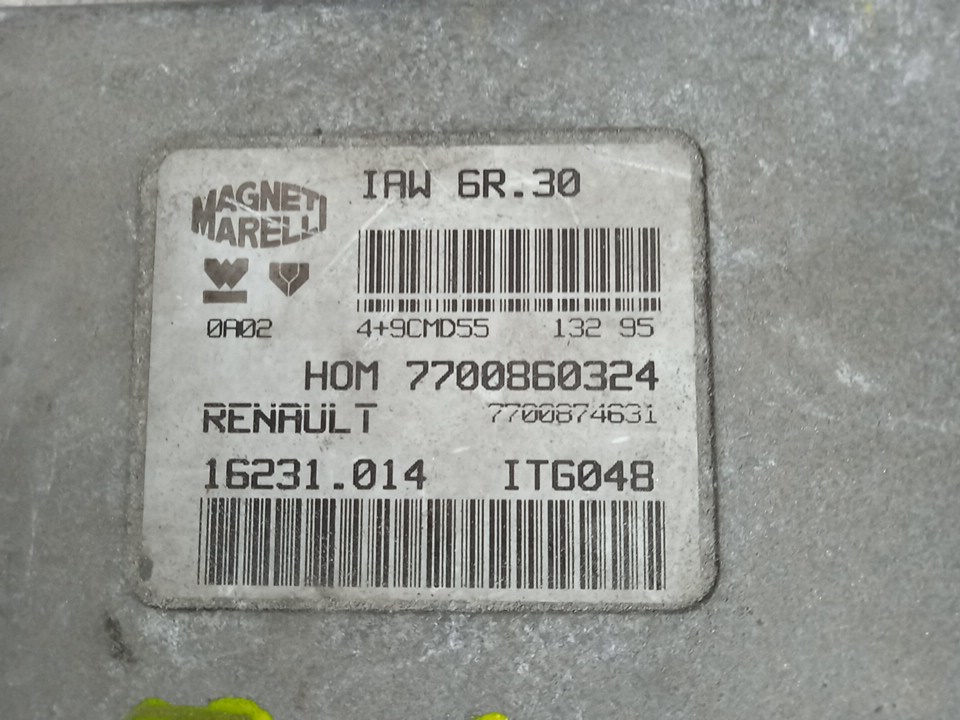 IAW 6R.30
MAGNETI
MARELLI
0A02 4+9CMD55 132 95
HOM 7700860324
RENAULT 7700874631
16231.014 ITG048